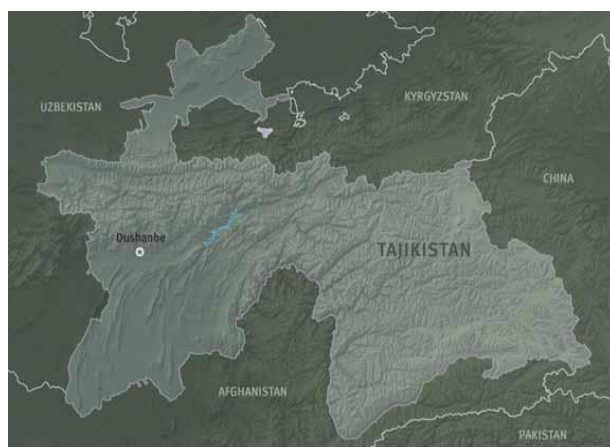 UZBEKISTAN
KYRGYZSTAN
CHINA
Dushanbe
TAJIKISTAN
AFGHANISTAN
PAKISTAN